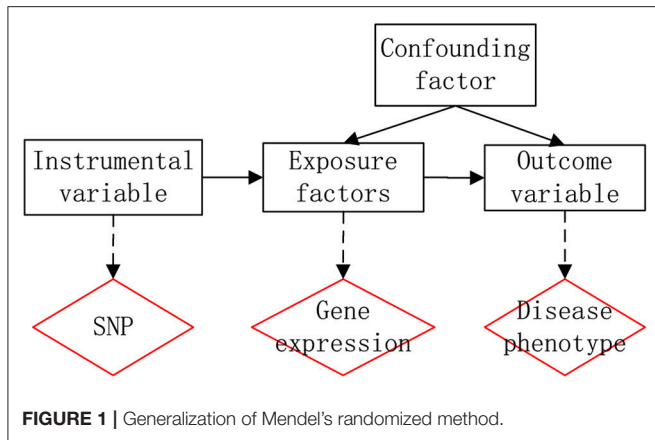 Confounding
factor
Instrumental
variable
Exposure
factors
Outcome
variable
SNP
Gene
expression
Disease
phenotype
FIGURE 1 | Generalization of Mendel's randomized method.